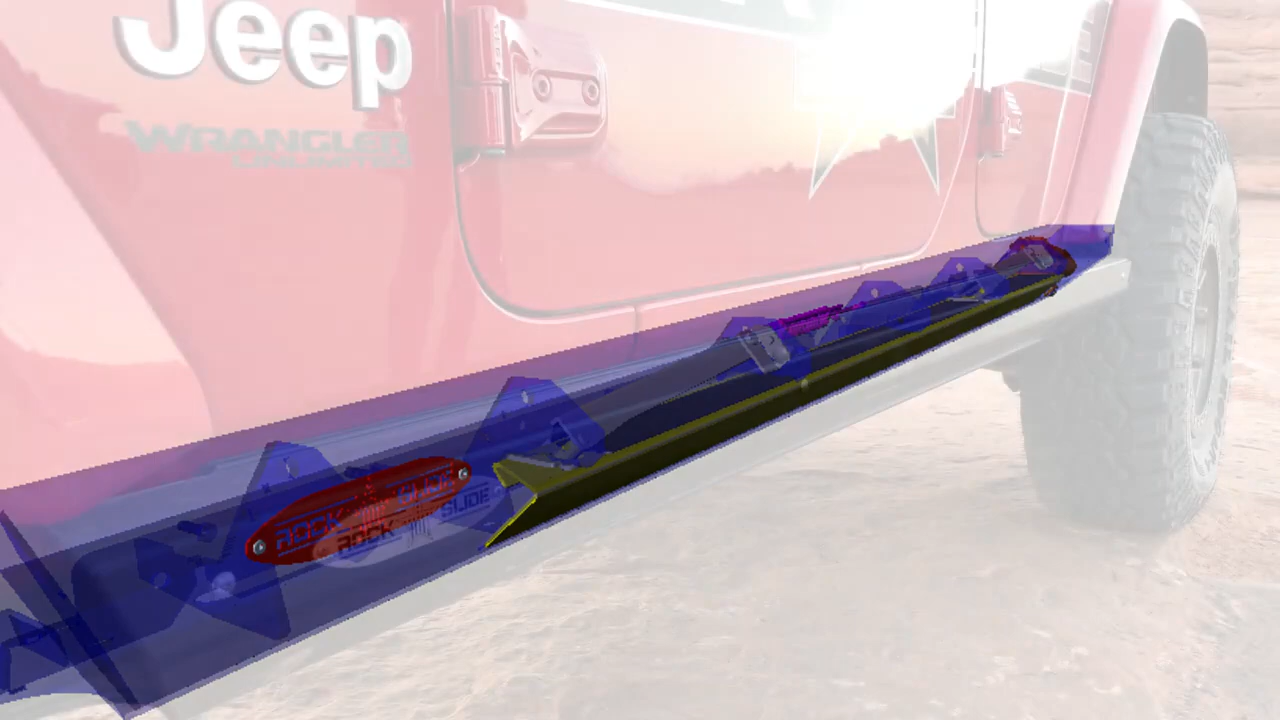 Jeep
WRANGLER
UNLIMITED
ROCK SLIDE
ROCK SLIDE